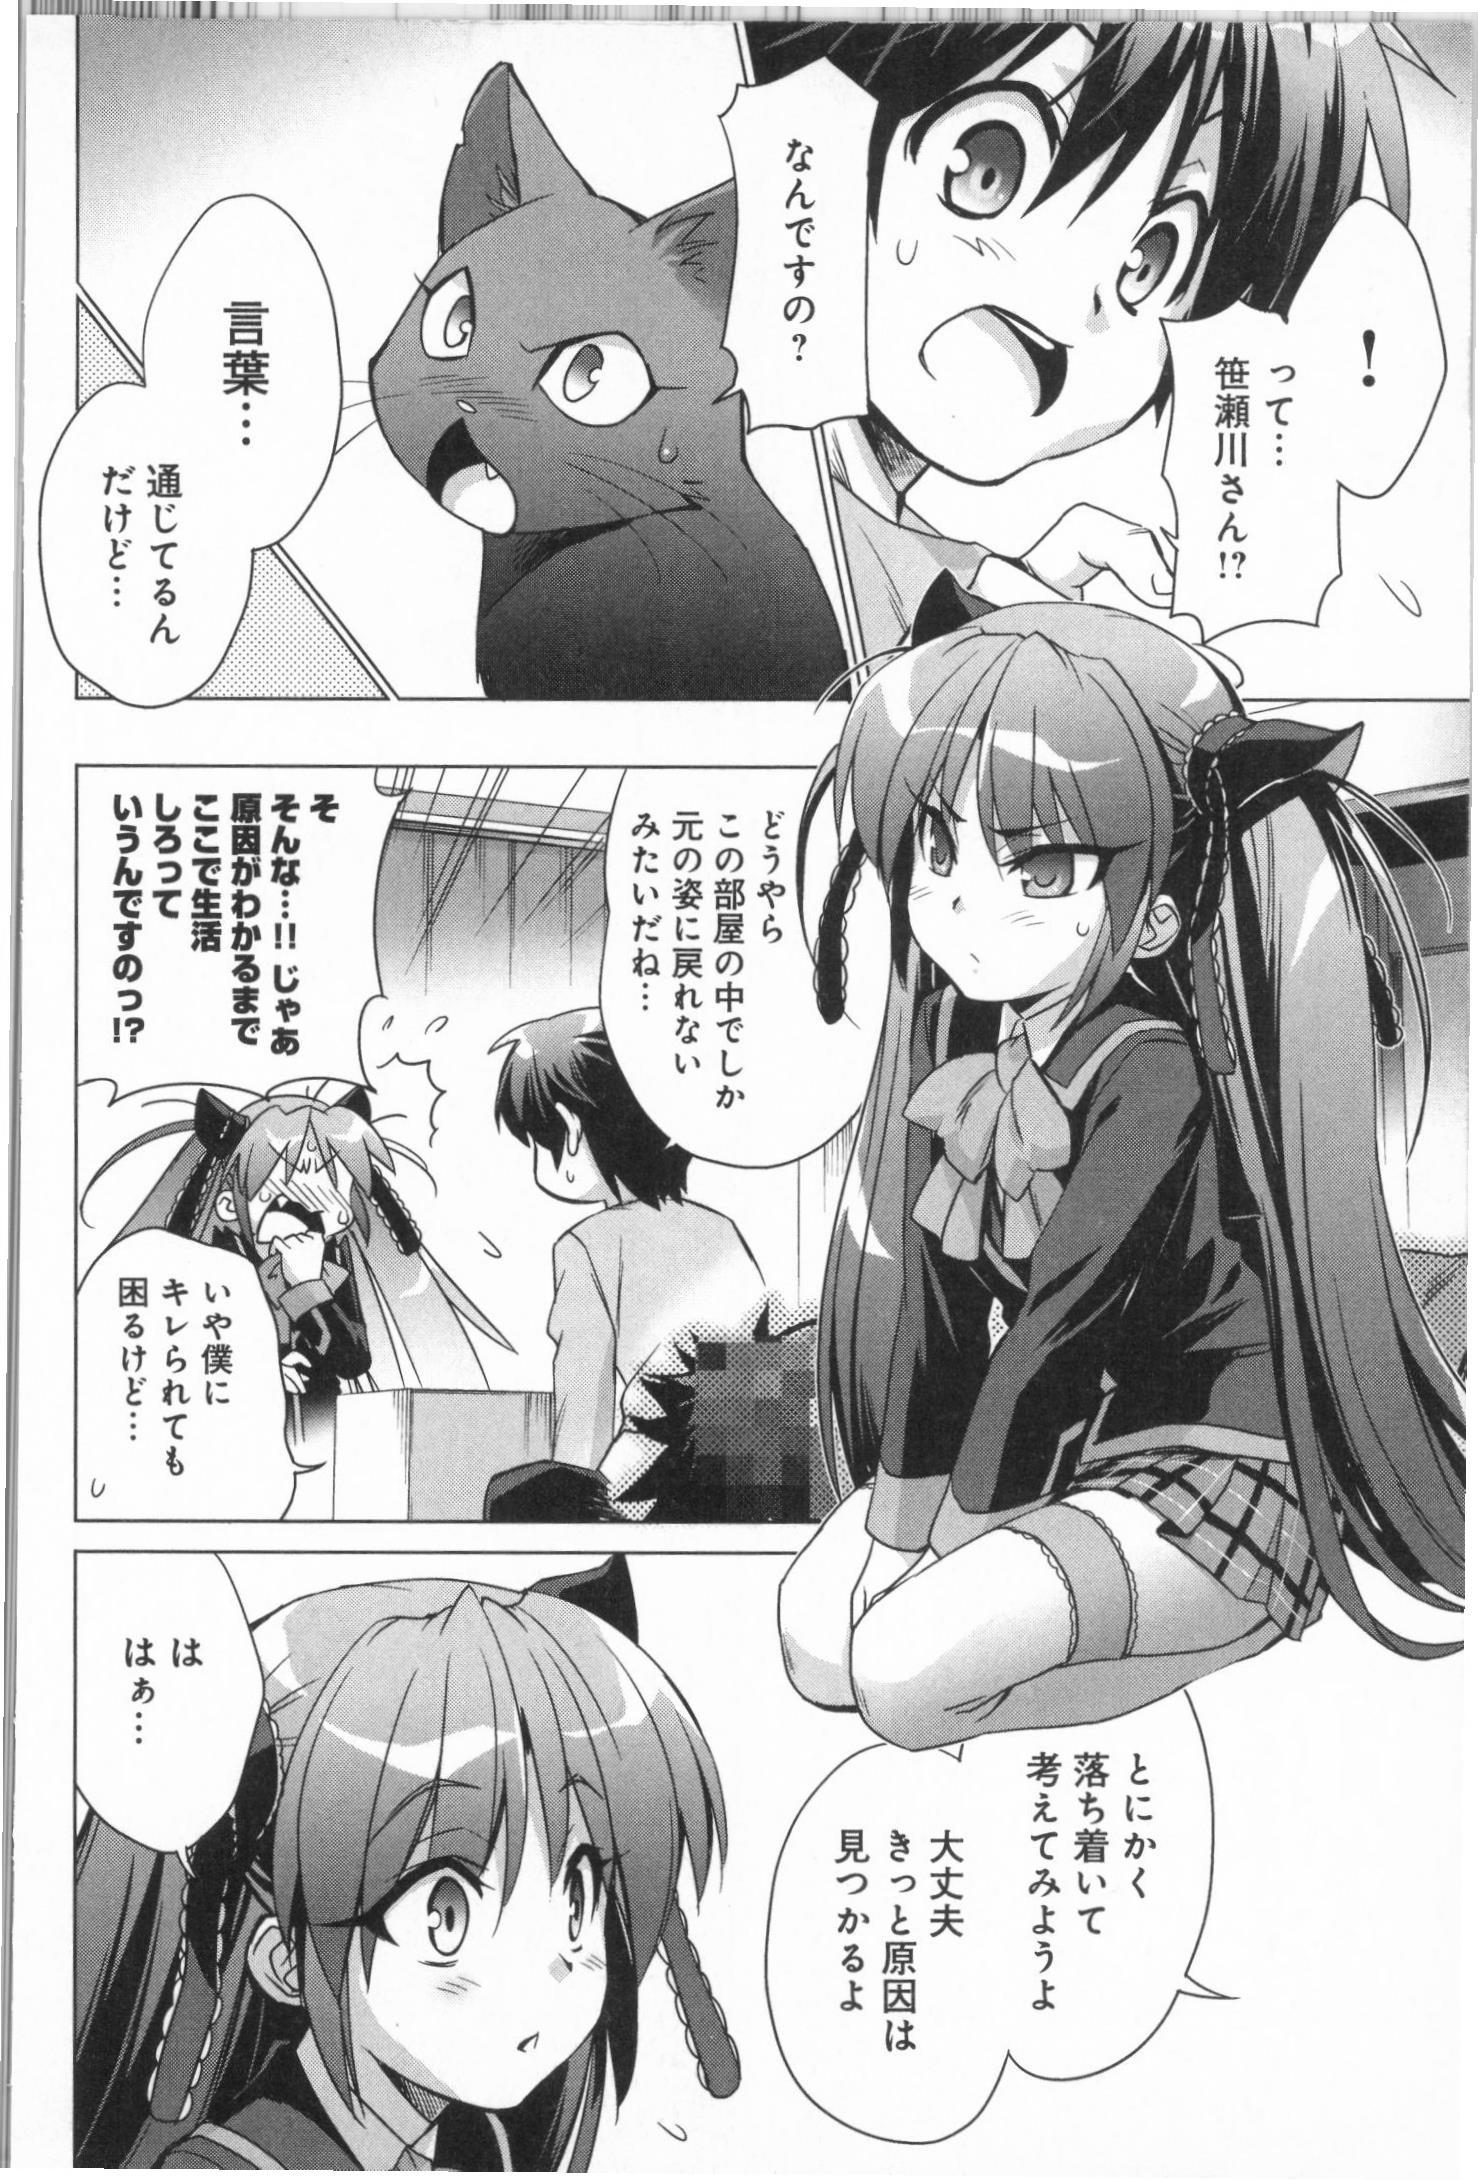 ！
って…
笹瀬川さん!?
なんですの？
言葉…
通じてるんだけど…
どうやら
この部屋の中でしか
元の姿に戻れない
みたいだね…
そ
そんな…!!じゃあ
原因がわかるまで
ここで生活
しろって
いうんですのっ!?
いや僕に
キレられても
困るけど…
とにかく
落ち着いて
考えてみようよ
大丈夫
きっと原因は
見つかるよ
は
はぁ…